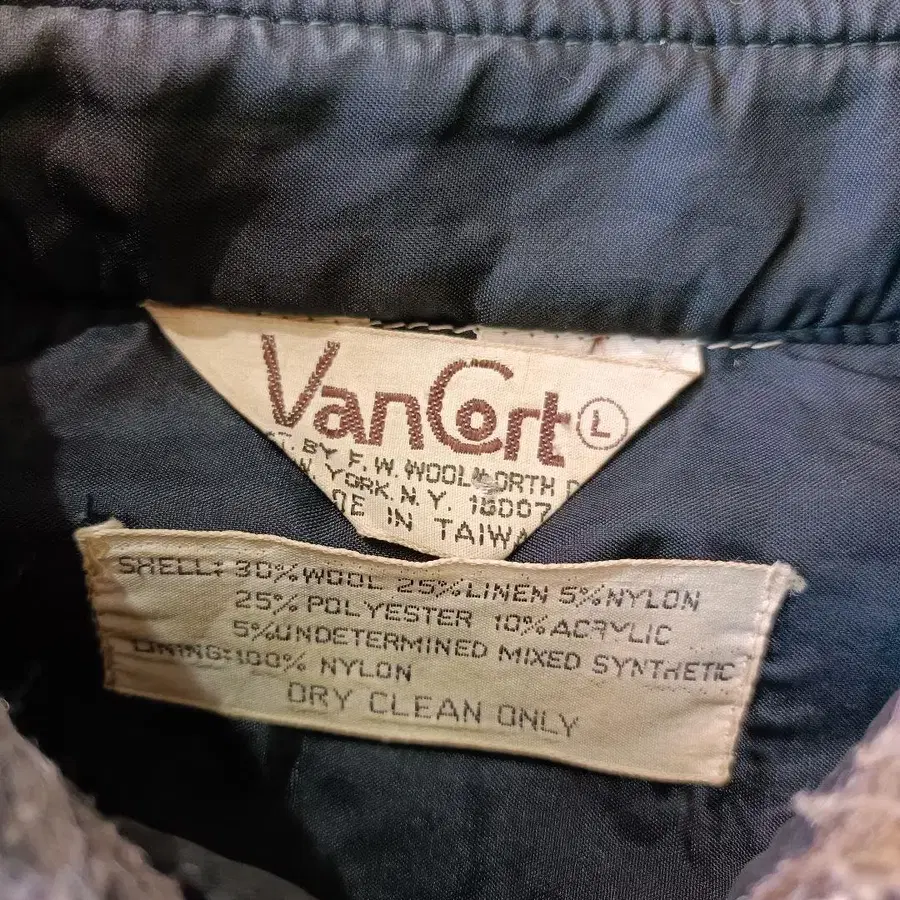 VanCort L
BY F.W. WOOLWORTH
YORK, N.Y. 10007
IN TAIWA
SHELL: 30% WOOL 25% LINEN 5% NYLON
25% POLYESTER 10% ACRYLIC
5% UNDETERMINED MIXED SYNTHETIC
LINING: 100% NYLON
DRY CLEAN ONLY